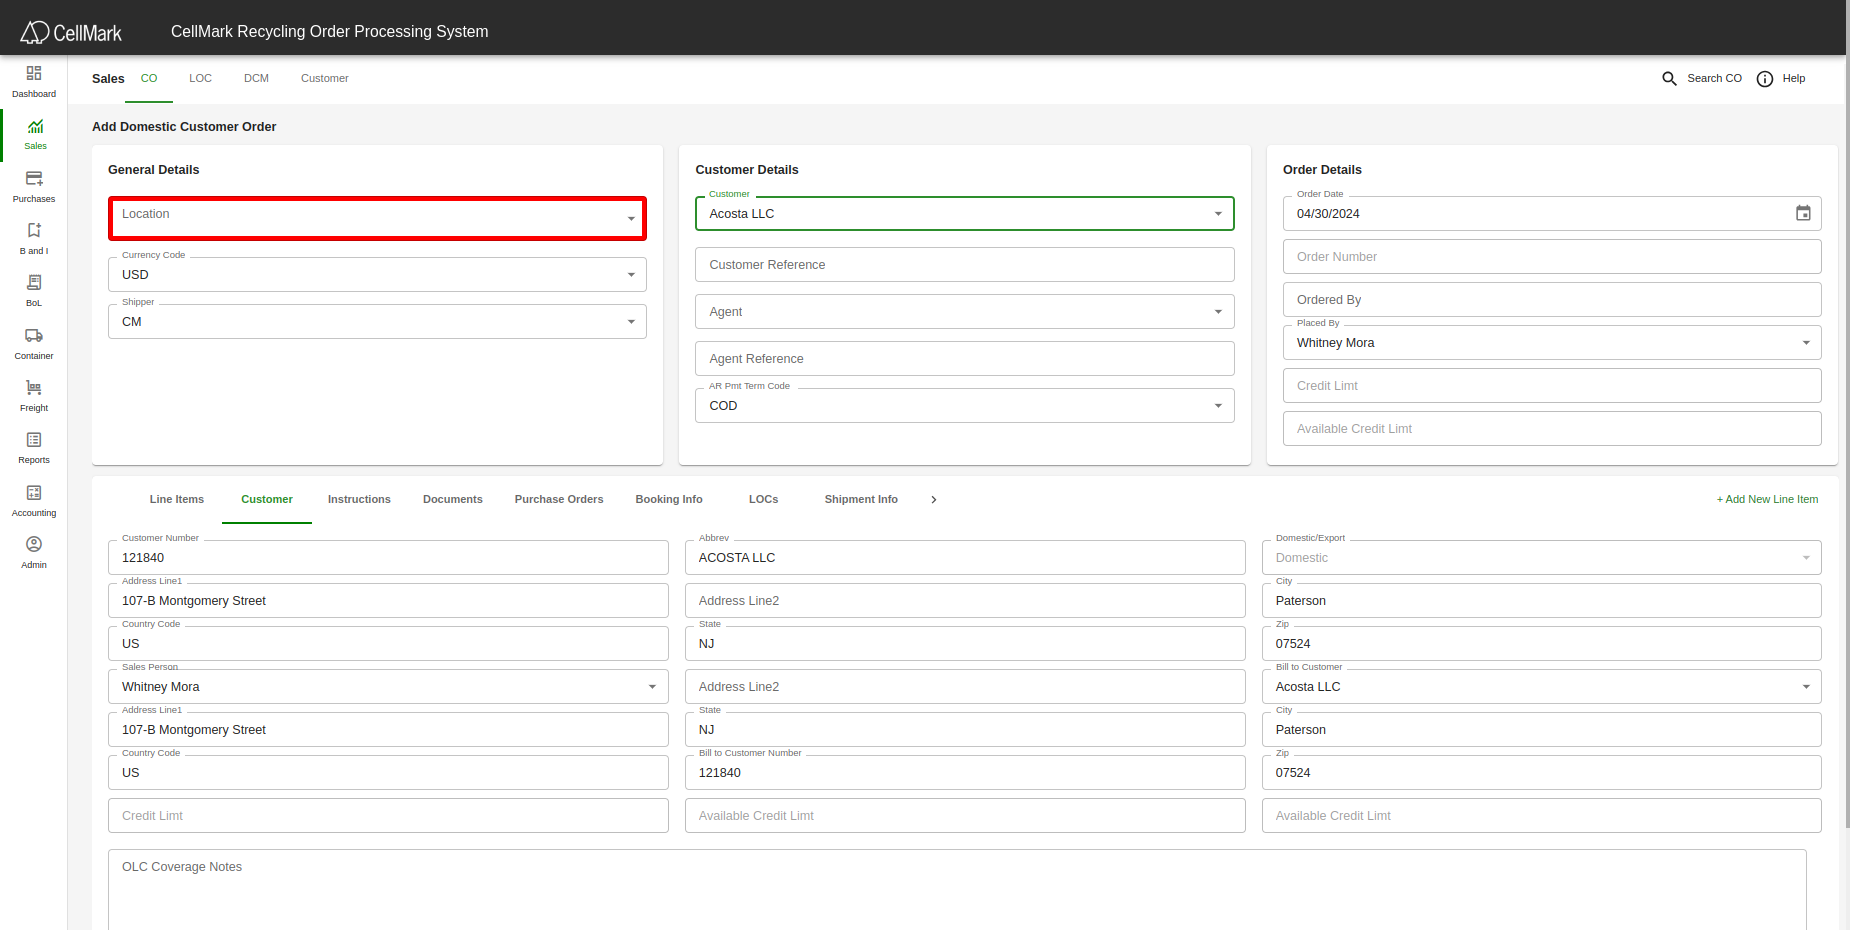 CellMark
CellMark Recycling Order Processing System
Dashboard
Sales
Purchases
B and I
BoL
Container
Freight
Reports
Accounting
Admin
Sales CO LOC DCM Customer
Search CO Help
Add Domestic Customer Order
General Details
Location
Currency Code
USD
Shipper
CM
Customer Details
Customer
Acosta LLC
Customer Reference
Agent
Agent Reference
AR Pmt Term Code
COD
Order Details
Order Date
04/30/2024
Order Number
Ordered By
Placed By
Whitney Mora
Credit Limt
Available Credit Limt
Line Items Customer Instructions Documents Purchase Orders Booking Info LOCs Shipment Info
+ Add New Line Item
Customer Number Abbrev Domestic/Export
121840 ACOSTA LLC Domestic
Address Line1 City
107-B Montgomery Street Address Line2 Paterson
Country Code State Zip
US NJ 07524
Sales Person Bill to Customer
Whitney Mora Address Line2 Acosta LLC
Address Line1 State City
107-B Montgomery Street NJ Paterson
Country Code Bill to Customer Number Zip
US 121840 07524
Credit Limt Available Credit Limt Available Credit Limt
OLC Coverage Notes